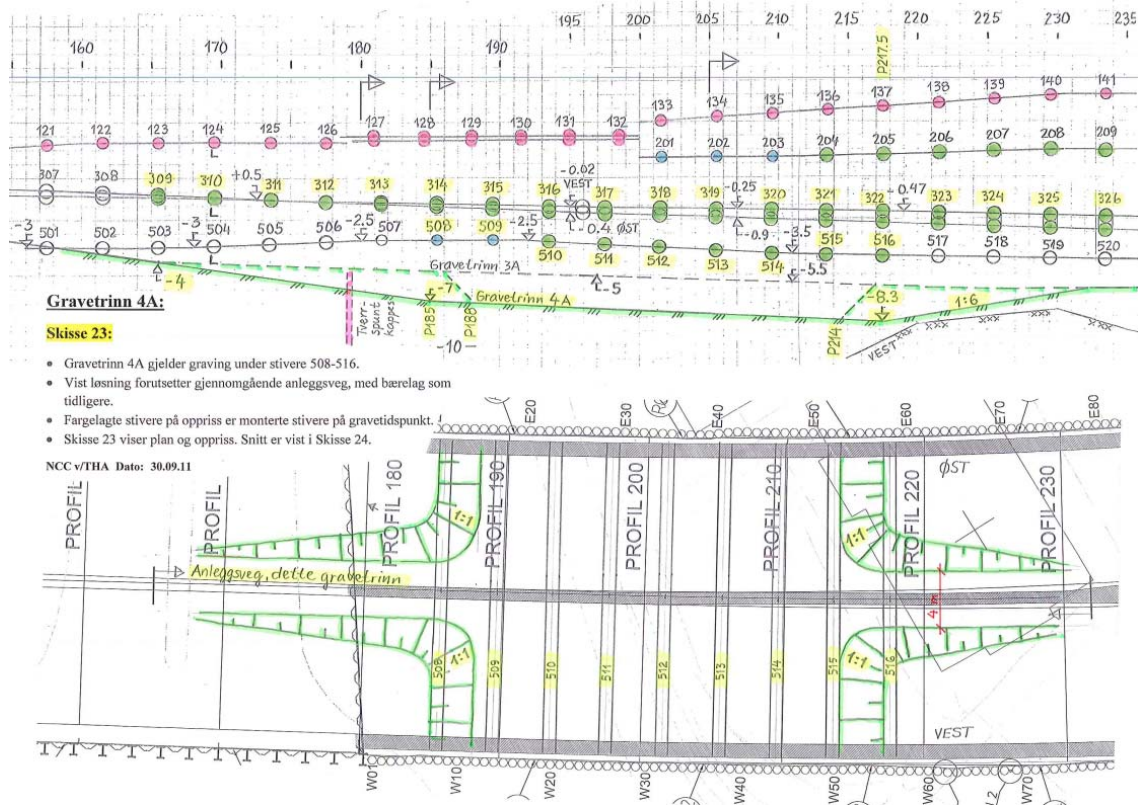 195 200 205 210 215 220 225 230 235
160 170 180 190
P217.5
133 134 135 136 137 138 139 140 141
121 122 123 124 125 126 127 128 129 130 131 132
201 202 203 204 205 206 207 208 209
307 308 309 310 +0.5 311 312 313 314 315 316 -0.02 VEST 317 318 319 -0.25 320 321 322 -0.47 323 324 325 326
-0.4 ØST -0.9
-3 501 502 503 -3 504 505 506 -2.5 507 508 509 -2.5 510 511 512 513 514 -3.5 515 516 517 518 549 520
Gravetrinn 3A -5.5
-4 -7 Gravetrinn 4A -5 -8.3 1:6
Tverr-
spunt
kappes
P185 P188 P214
-10
VEST xxx xxx xxx
Gravetrinn 4A:
Skisse 23:
• Gravetrinn 4A gjelder graving under stivere 508-516.
• Vist løsning forutsetter gjennomgående anleggsveg, med bærelag som
tidligere.
• Fargelagte stivere på oppriss er monterte stivere på gravetidspunkt.
• Skisse 23 viser plan og oppriss. Snitt er vist i Skisse 24.
NCC v/THA Dato: 30.09.11
E20 E30 E40 E50 E60 E70 E80
ØST
PROFIL
PROFIL
PROFIL 180
PROFIL 190
PROFIL 200
PROFIL 210
PROFIL 220
PROFIL 230
1:1 1:1
Anleggsveg, dette gravetrinn
4 m
1:1 1:1
508 509 510 511 512 513 514 515 516
VEST
W01 W10 W20 W30 W40 W50 W60 W70